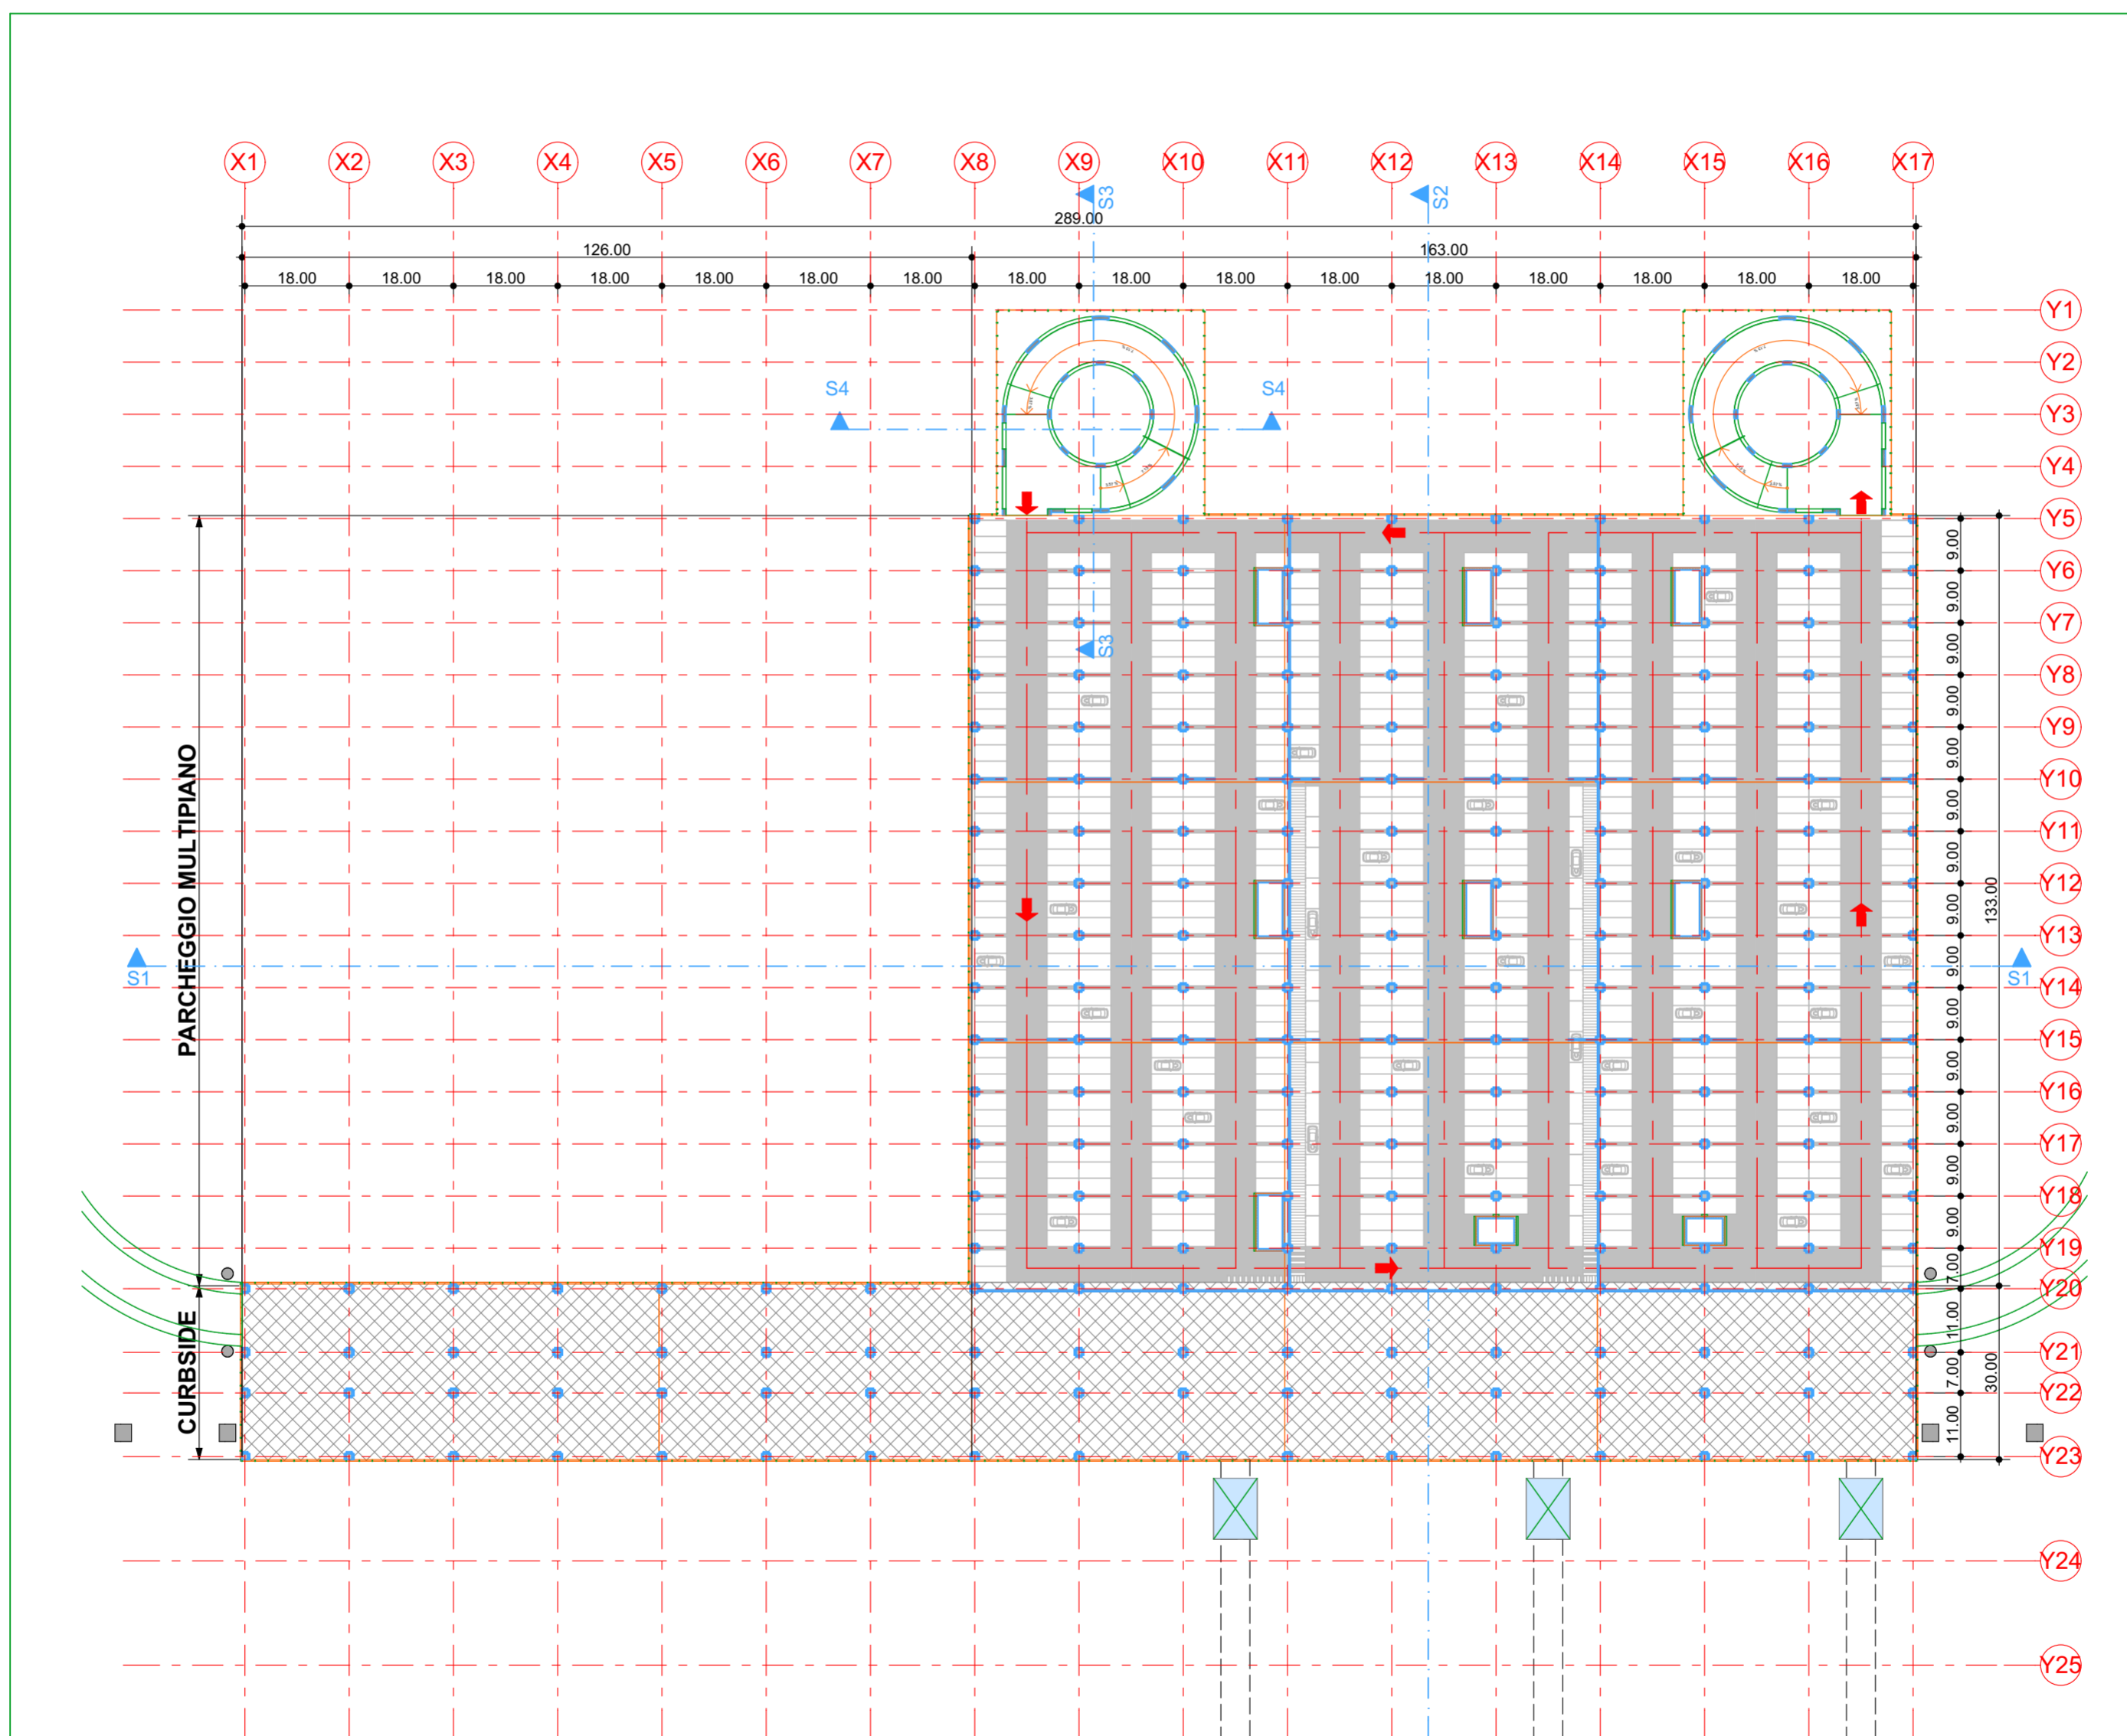 X1 X2 X3 X4 X5 X6 X7 X8 X9 X10 X11 X12 X13 X14 X15 X16 X17
S3 S2
289.00
126.00 163.00
18.00 18.00 18.00 18.00 18.00 18.00 18.00 18.00 18.00 18.00 18.00 18.00 18.00 18.00 18.00 18.00
Y1
Y2
S4 S4
Y3
Y4
Y5
9.00
Y6
9.00
Y7
S3
9.00
Y8
9.00
Y9
9.00
Y10
9.00
Y11
9.00
Y12
9.00
133.00
Y13
9.00
S1 S1
Y14
9.00
Y15
9.00
Y16
9.00
Y17
9.00
Y18
9.00
Y19
7.00
Y20
11.00
Y21
7.00
30.00
Y22
11.00
Y23
Y24
Y25
PARCHEGGIO MULTIPIANO
CURBSIDE